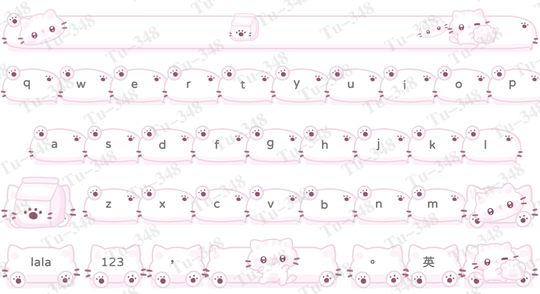 q w e r t y u i o p
a s d f g h j k l
z x c v b n m
lala 123 ， 。 英
Tu-348